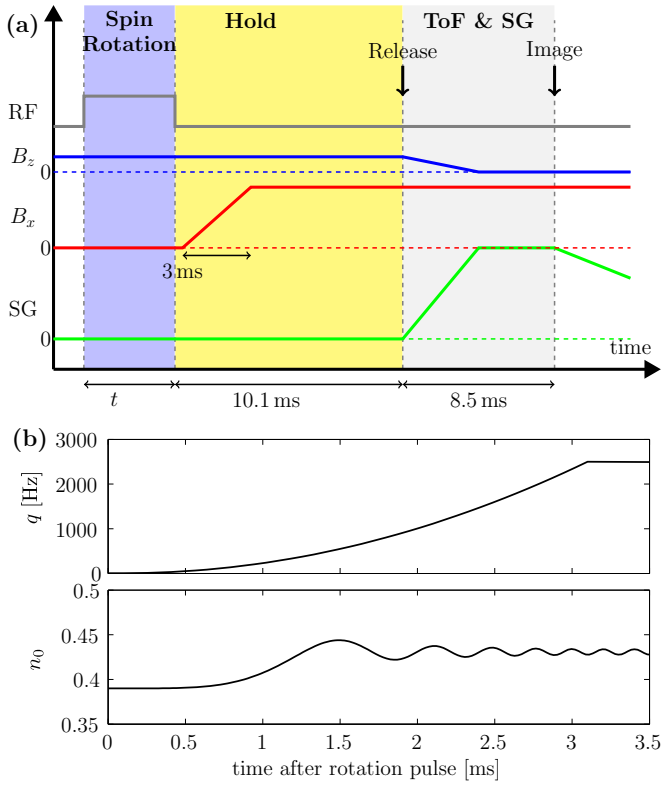 (a)
Spin
Rotation
Hold
ToF & SG
Release
Image
RF
B_z
0
B_x
0
3 ms
SG
0
time
t
10.1 ms
8.5 ms
(b)
3000
2000
1000
0
q [Hz]
0.5
0.45
0.4
0.35
n_0
0 0.5 1 1.5 2 2.5 3 3.5
time after rotation pulse [ms]